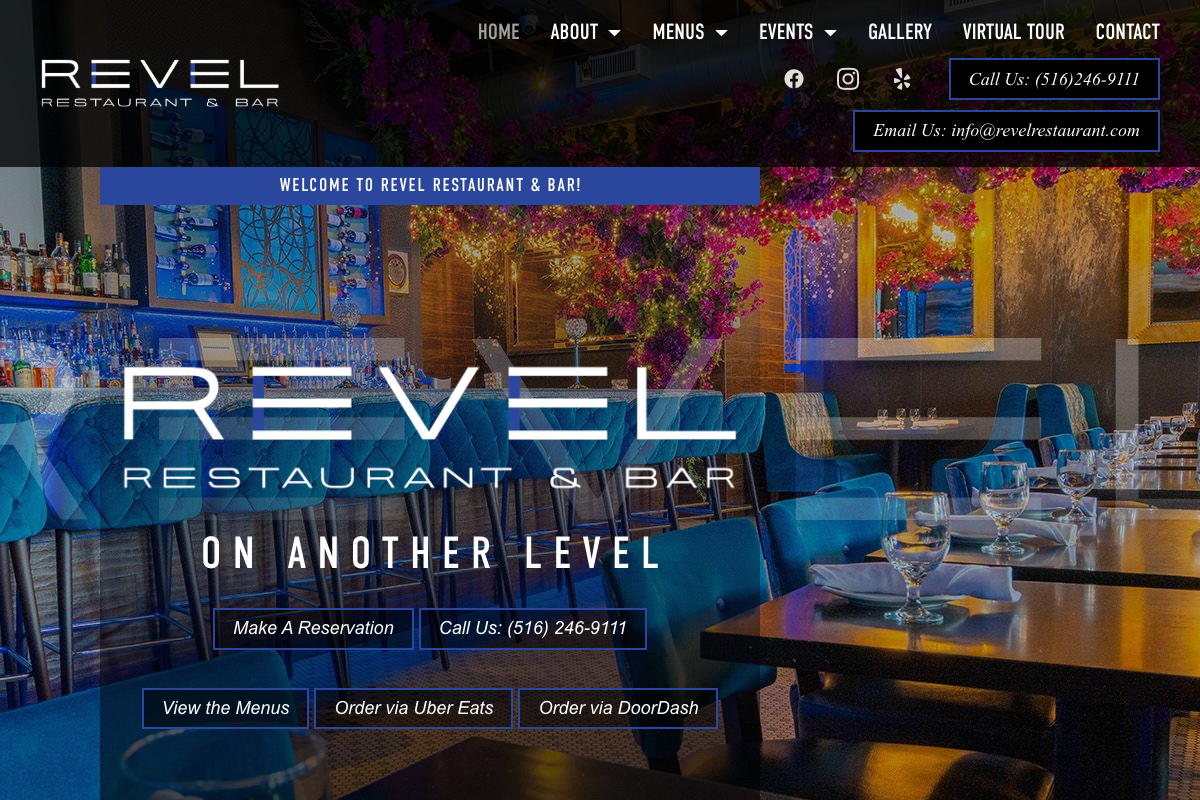 HOME ABOUT MENUS EVENTS GALLERY VIRTUAL TOUR CONTACT
REVEL
RESTAURANT & BAR
Call Us: (516)246-9111
Email Us: info@revelrestaurant.com
WELCOME TO REVEL RESTAURANT & BAR!
REVEL
REVEL
RESTAURANT & BAR
ON ANOTHER LEVEL
Make A Reservation
Call Us: (516) 246-9111
View the Menus
Order via Uber Eats
Order via DoorDash